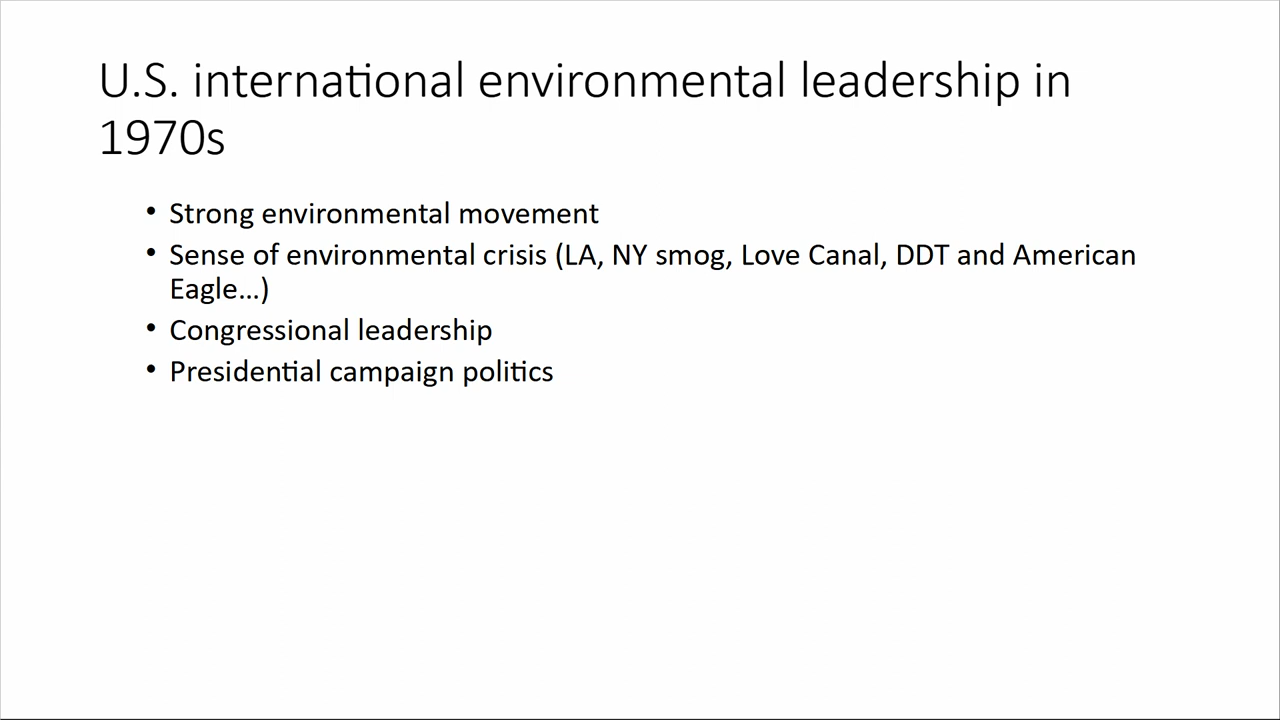 U.S. international environmental leadership in
1970s
• Strong environmental movement
• Sense of environmental crisis (LA, NY smog, Love Canal, DDT and American
Eagle…)
• Congressional leadership
• Presidential campaign politics